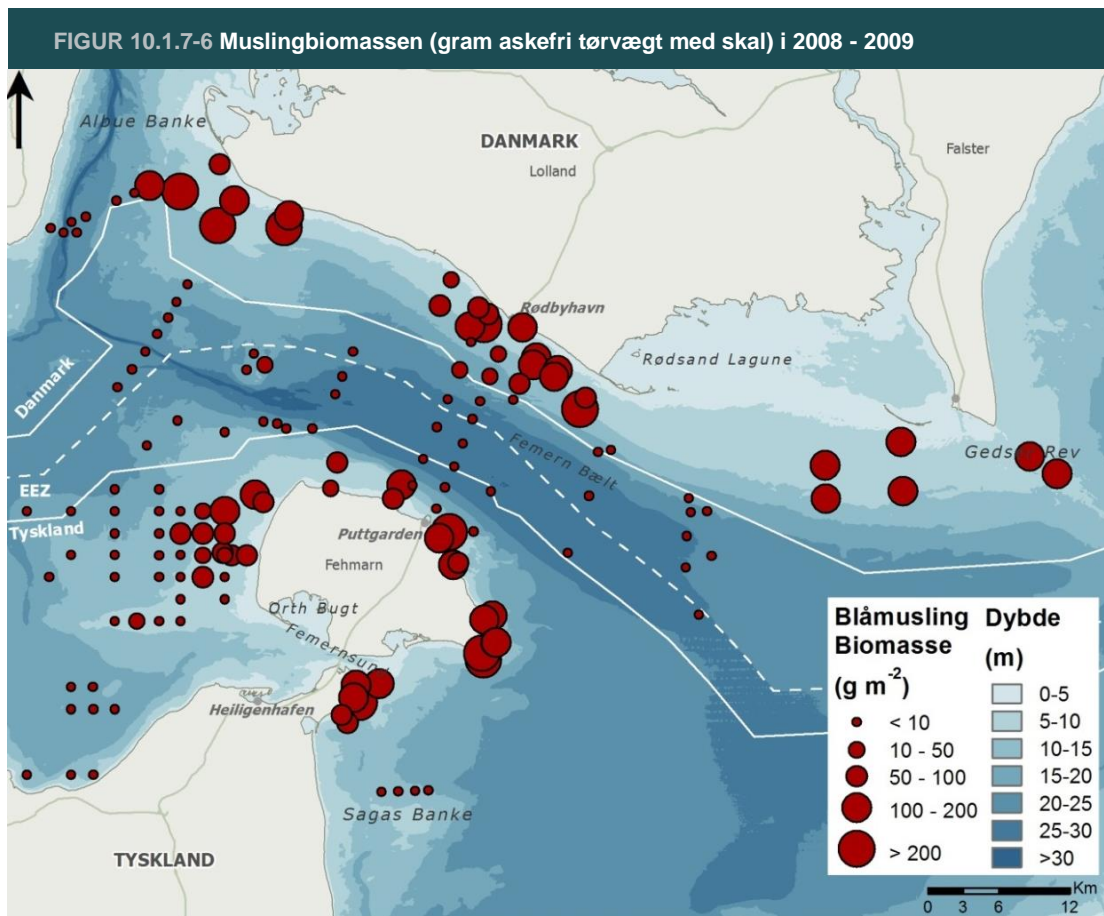 FIGUR 10.1.7-6 Muslingbiomassen (gram askefri tørvægt med skal) i 2008 - 2009
Albue Banke
DANMARK
Lolland
Falster
Rødbyhavn
Rødsand Lagune
Danmark
Femern Bælt
Gedser Rev
EEZ
Tyskland
Puttgarden
Fehmarn
Orth Bugt
Femernsund
Heiligenhafen
Sagas Banke
TYSKLAND
Blåmusling
Biomasse
(g m-2)
< 10
10 - 50
50 - 100
100 - 200
> 200
Dybde
(m)
0-5
5-10
10-15
15-20
20-25
25-30
>30
Km
0 3 6 12